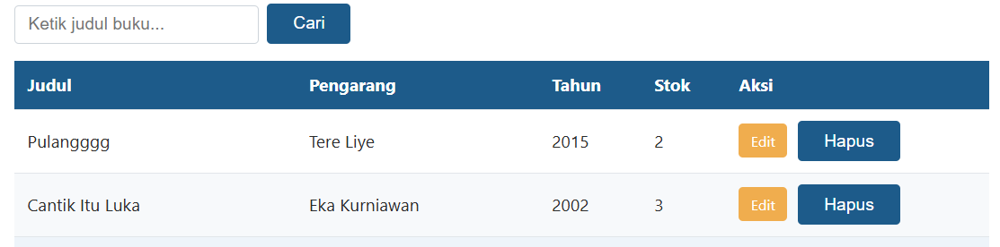 Ketik judul buku... Cari
Judul Pengarang Tahun Stok Aksi
Pulangggg Tere Liye 2015 2 Edit Hapus
Cantik Itu Luka Eka Kurniawan 2002 3 Edit Hapus